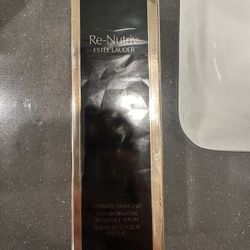 Re-Nutriv
ESTĒE LAUDER
ULTIMATE DIAMOND
TRANSFORMATIVE
BRILLIANCE SERUM